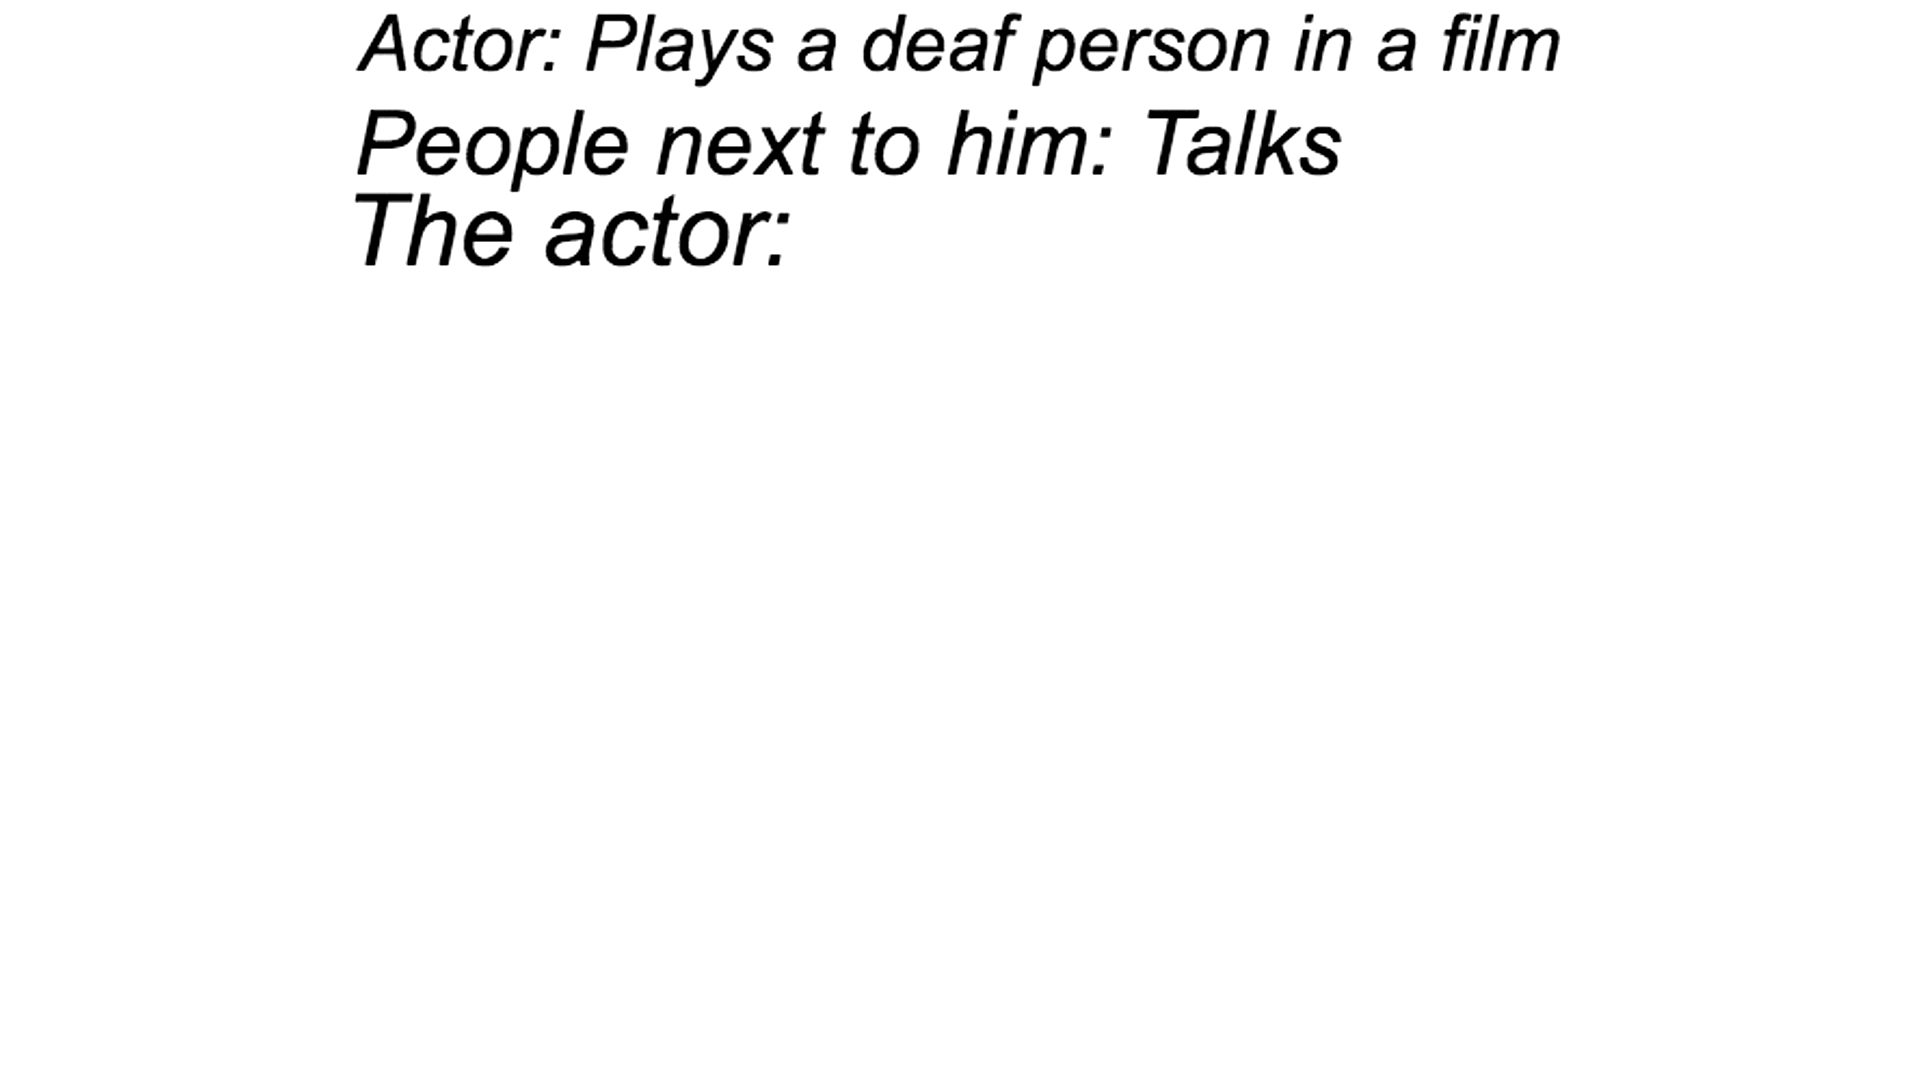 Actor: Plays a deaf person in a film
People next to him: Talks
The actor: